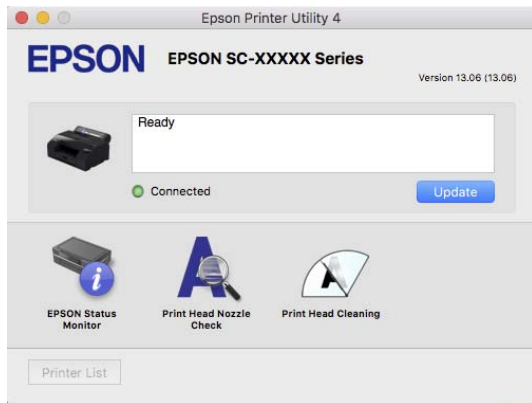 Epson Printer Utility 4
EPSON
EPSON SC-XXXXX Series
Version 13.06 (13.06)
Ready
Connected
Update
EPSON Status
Monitor
Print Head Nozzle
Check
Print Head Cleaning
Printer List